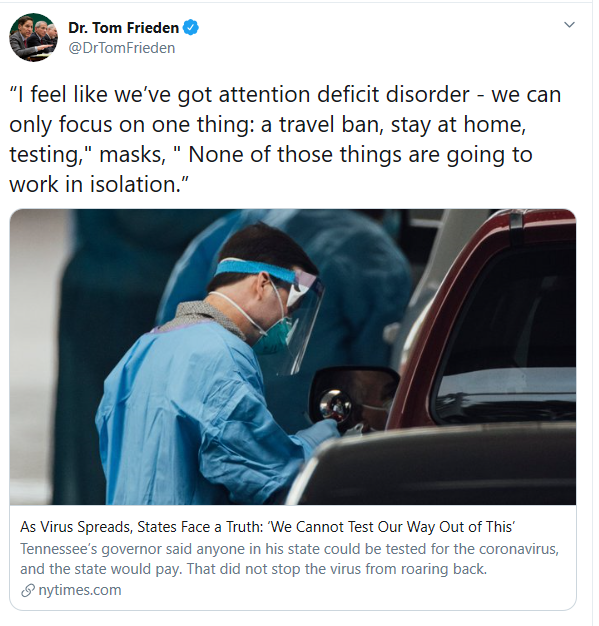 Dr. Tom Frieden
@DrTomFrieden
“I feel like we’ve got attention deficit disorder - we can
only focus on one thing: a travel ban, stay at home,
testing," masks, " None of those things are going to
work in isolation.”
As Virus Spreads, States Face a Truth: ‘We Cannot Test Our Way Out of This’
Tennessee’s governor said anyone in his state could be tested for the coronavirus,
and the state would pay. That did not stop the virus from roaring back.
nytimes.com